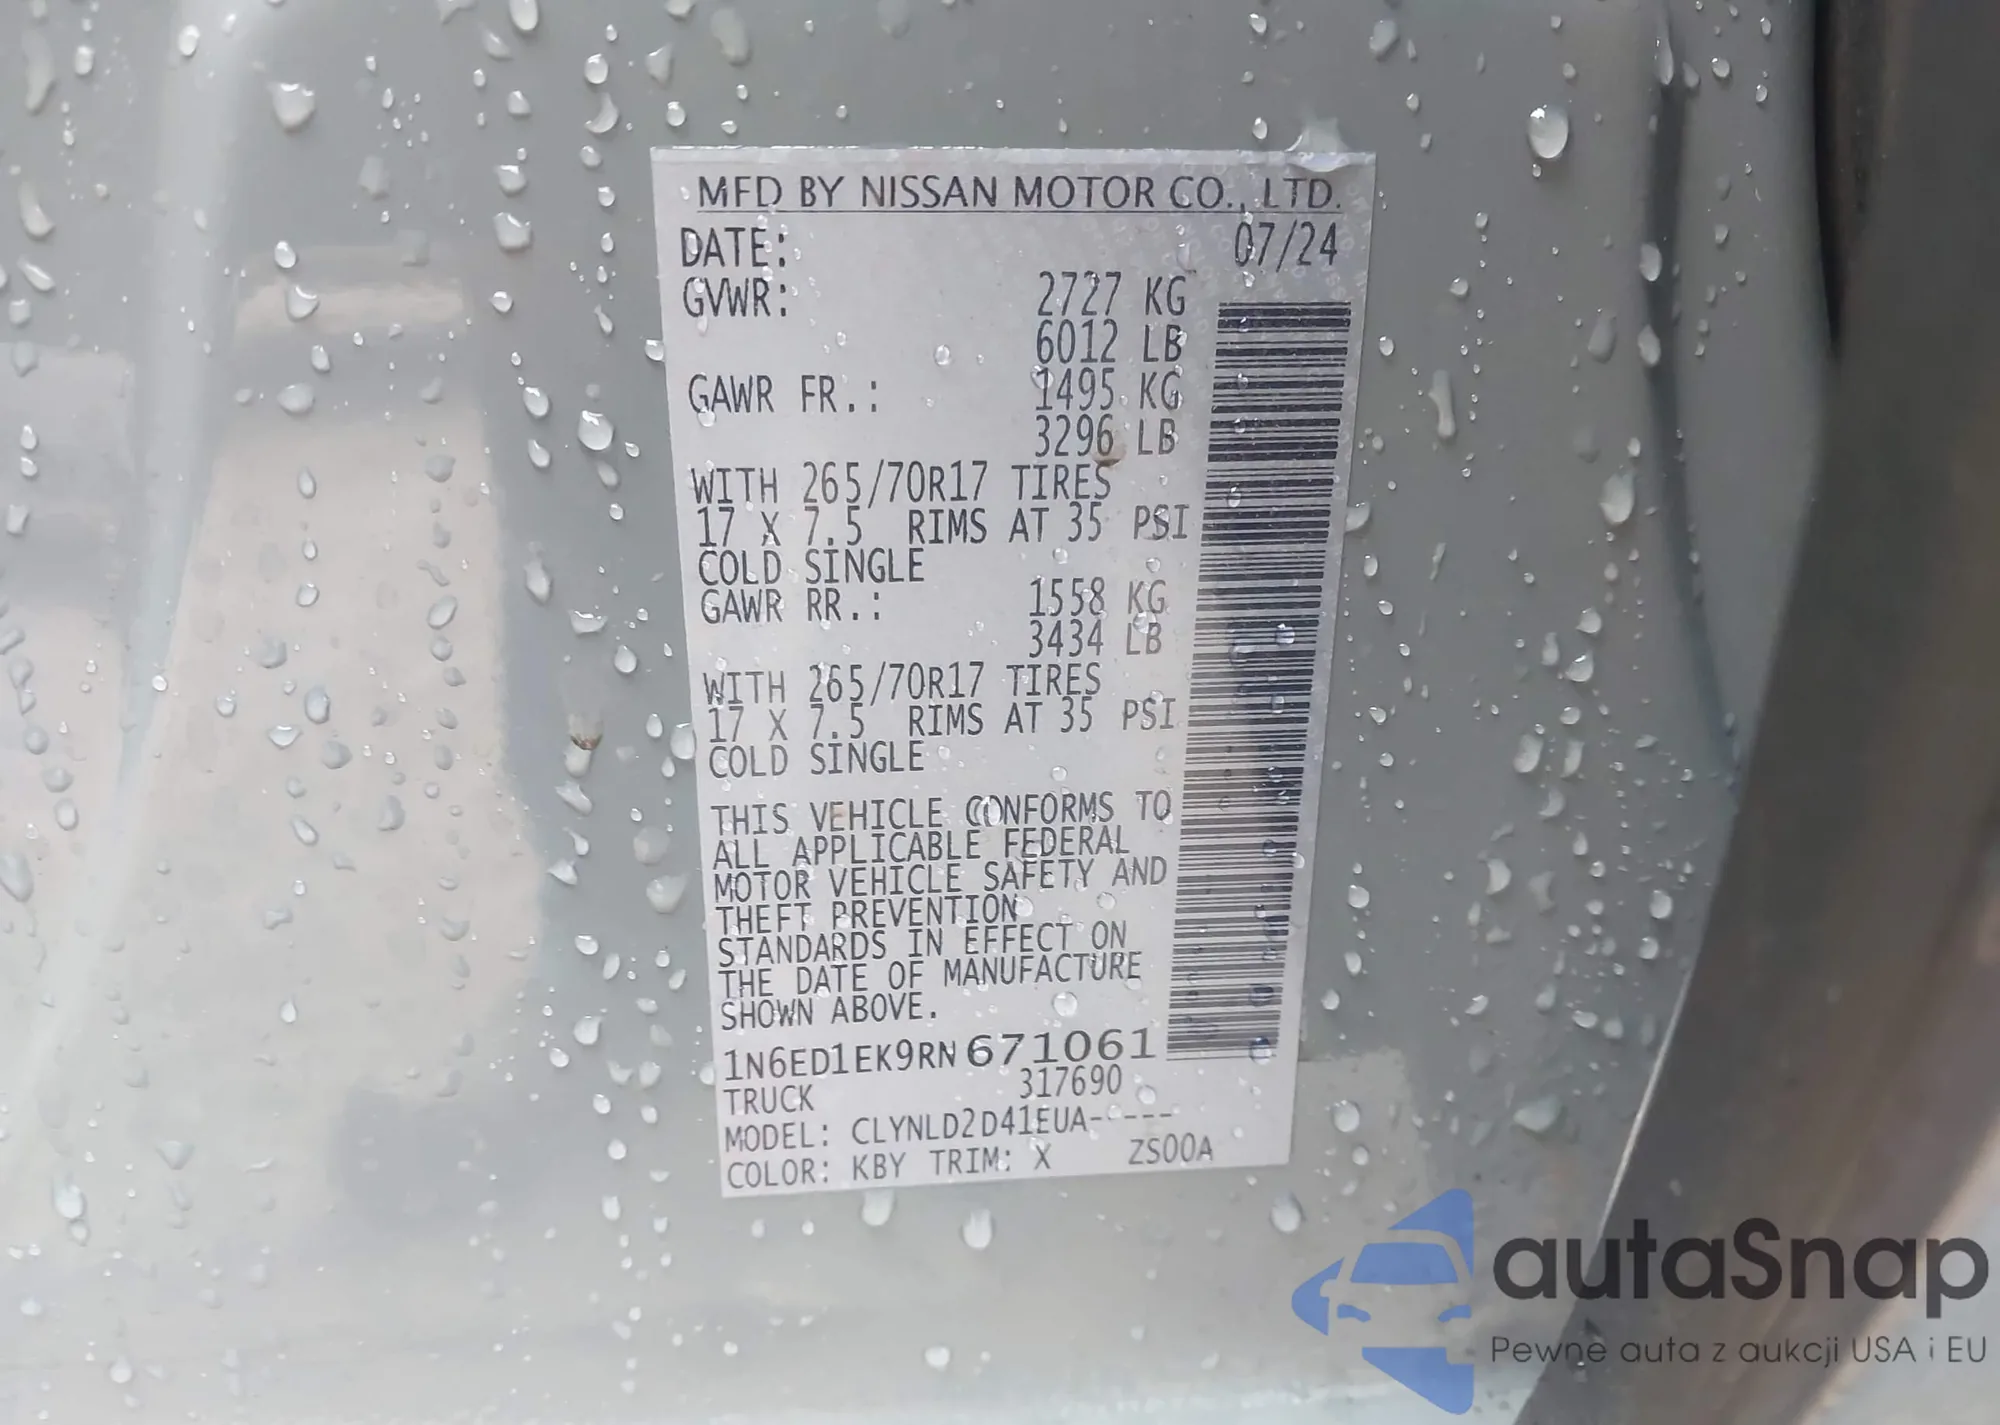 MFD BY NISSAN MOTOR CO., LTD.
DATE: 07/24
GVWR: 2727 KG
6012 LB
GAWR FR.: 1495 KG
3296 LB
WITH 265/70R17 TIRES
17 X 7.5 RIMS AT 35 PSI
COLD SINGLE
GAWR RR.: 1558 KG
3434 LB
WITH 265/70R17 TIRES
17 X 7.5 RIMS AT 35 PSI
COLD SINGLE
THIS VEHICLE CONFORMS TO
ALL APPLICABLE FEDERAL
MOTOR VEHICLE SAFETY AND
THEFT PREVENTION
STANDARDS IN EFFECT ON
THE DATE OF MANUFACTURE
SHOWN ABOVE.
1N6ED1EK9RN671061
TRUCK 317690
MODEL: CLYNLD2D41EUA-----
COLOR: KBY TRIM: X ZS00A
autaSnap
Pewne auta z aukcji USA i EU